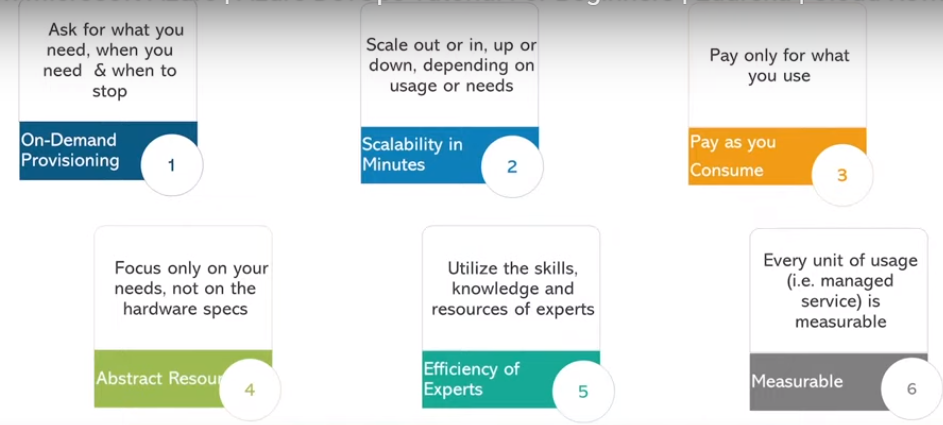 Ask for what you
need, when you
need & when to
stop
On-Demand
Provisioning
1
Scale out or in, up or
down, depending on
usage or needs
Scalability in
Minutes
2
Pay only for what
you use
Pay as you
Consume
3
Focus only on your
needs, not on the
hardware specs
Abstract
4
Utilize the skills,
knowledge and
resources of experts
Efficiency of
Experts
5
Every unit of usage
(i.e. managed
service) is
measurable
Measurable
6